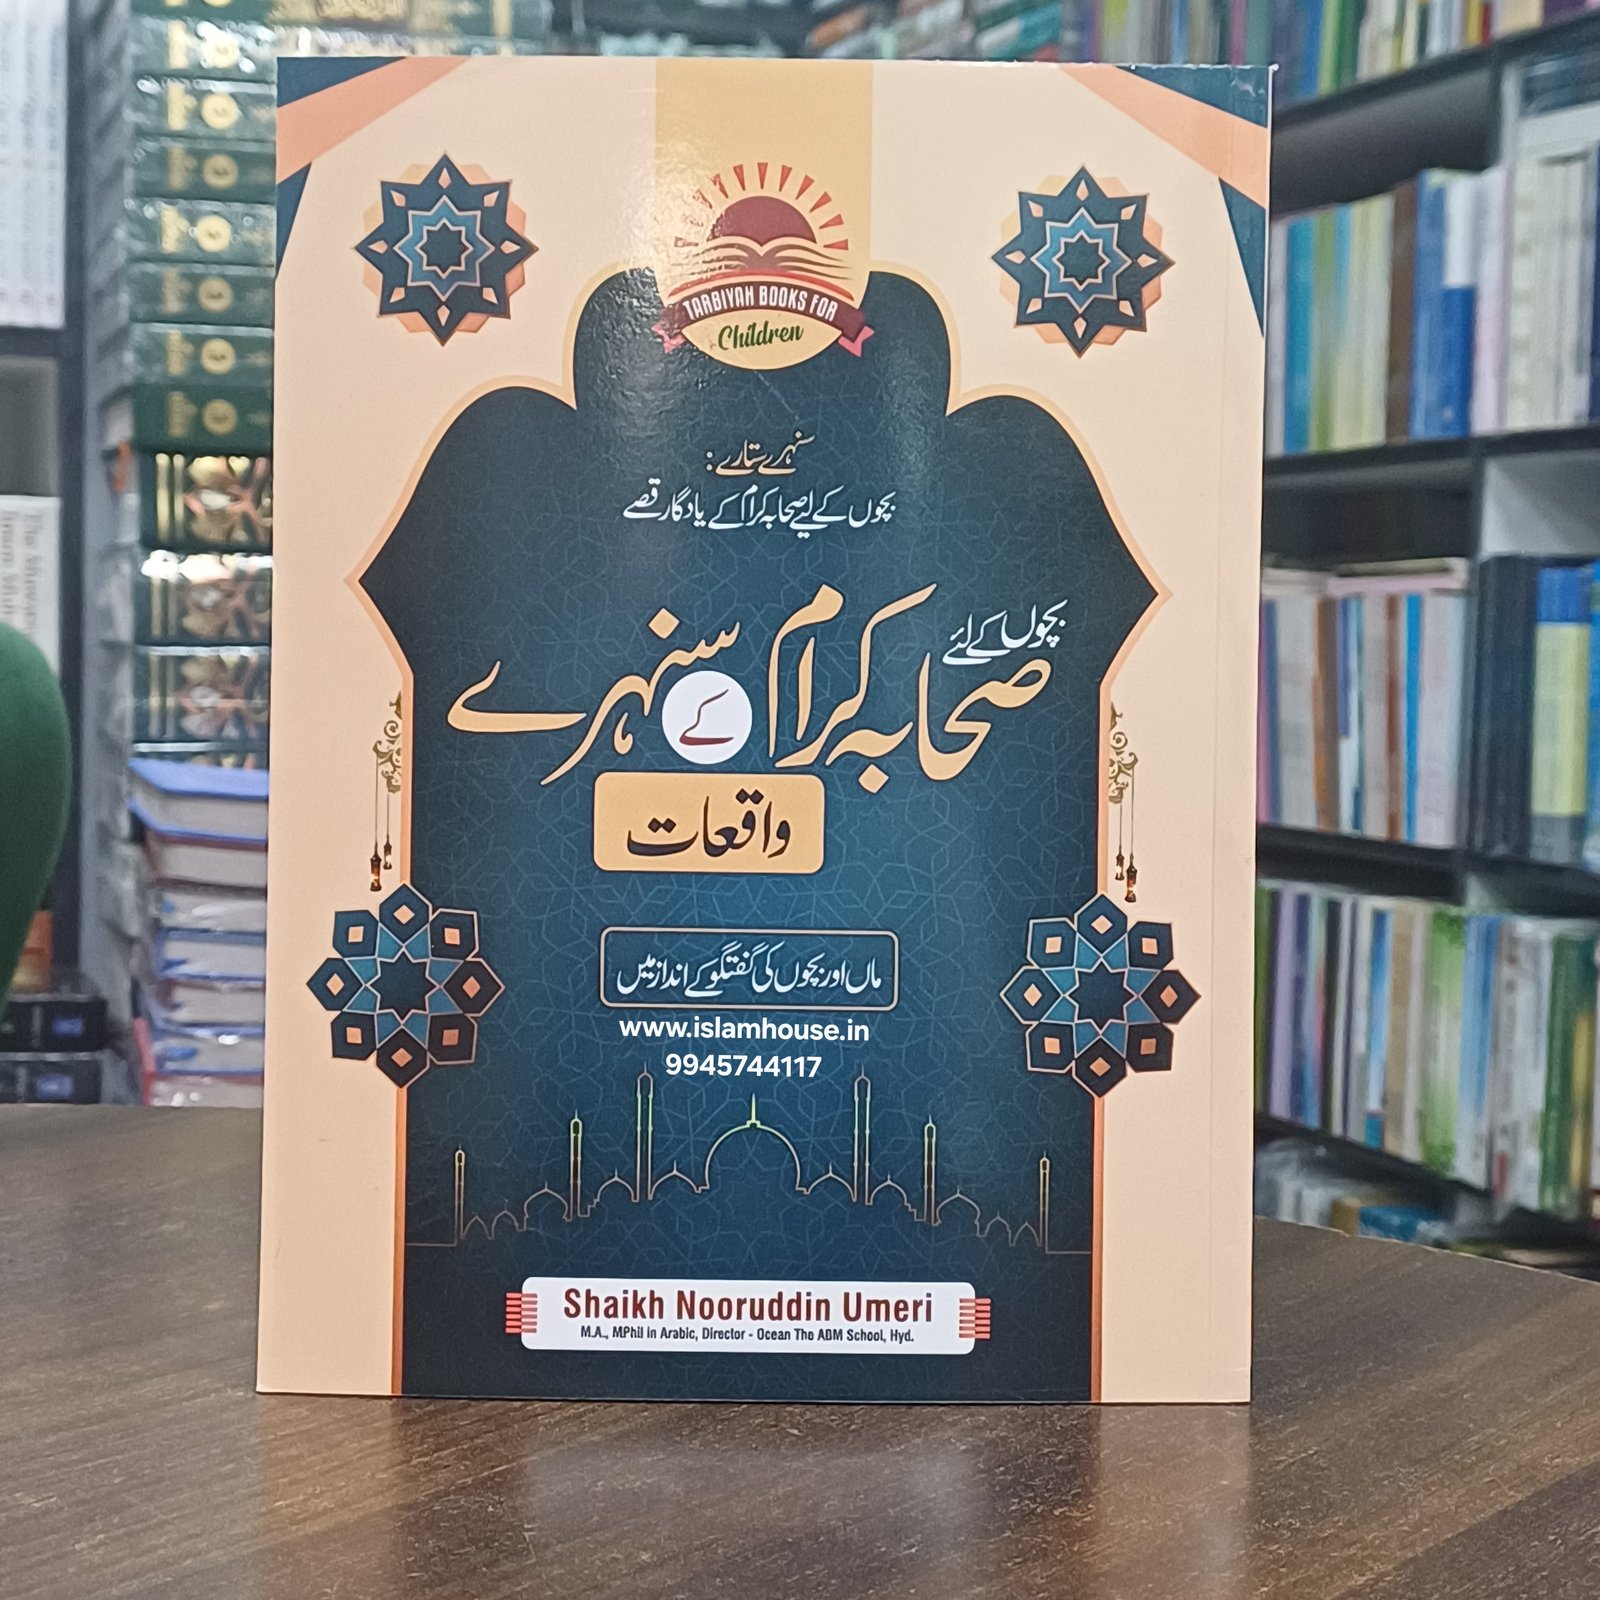 TARBIYAH BOOKS FOR
Children
سنہرے ستارے:
بچوں کے لیے صحابہ کرام کے یادگار قصے
بچوں کے لئے
صحابہ کرام کے سنہرے
واقعات
ماں اور بچوں کی گفتگو کے انداز میں
www.islamhouse.in
9945744117
Shaikh Nooruddin Umeri
M.A., MPhil in Arabic, Director - Ocean The ABM School, Hyd.